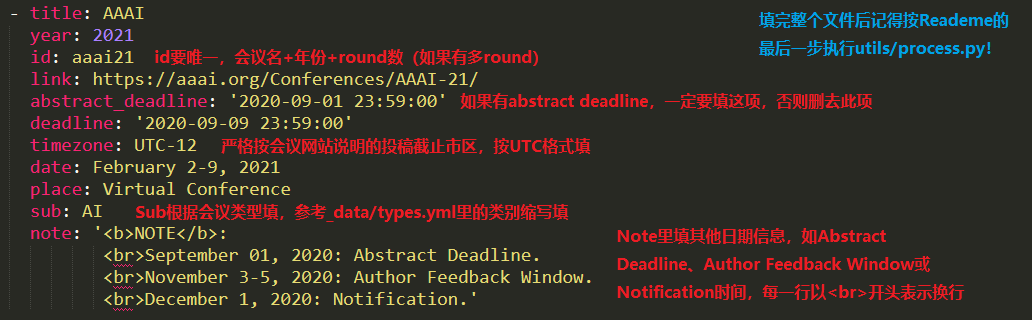 - title: AAAI
填完整个文件后记得按Reademe的
year: 2021
最后一步执行utils/process.py！
id: aaai21 id要唯一，会议名+年份+round数（如果有多round）
link: https://aaai.org/Conferences/AAAI-21/
abstract_deadline: '2020-09-01 23:59:00' 如果有abstract deadline，一定要填这项，否则删去此项
deadline: '2020-09-09 23:59:00'
timezone: UTC-12 严格按会议网站说明的投稿截止市区，按UTC格式填
date: February 2-9, 2021
place: Virtual Conference
sub: AI Sub根据会议类型填，参考_data/types.yml里的类别缩写填
note: '<b>NOTE</b>:
<br>September 01, 2020: Abstract Deadline.
<br>November 3-5, 2020: Author Feedback Window.
<br>December 1, 2020: Notification.'
Note里填其他日期信息，如Abstract
Deadline、Author Feedback Window或
Notification时间，每一行以<br>开头表示换行